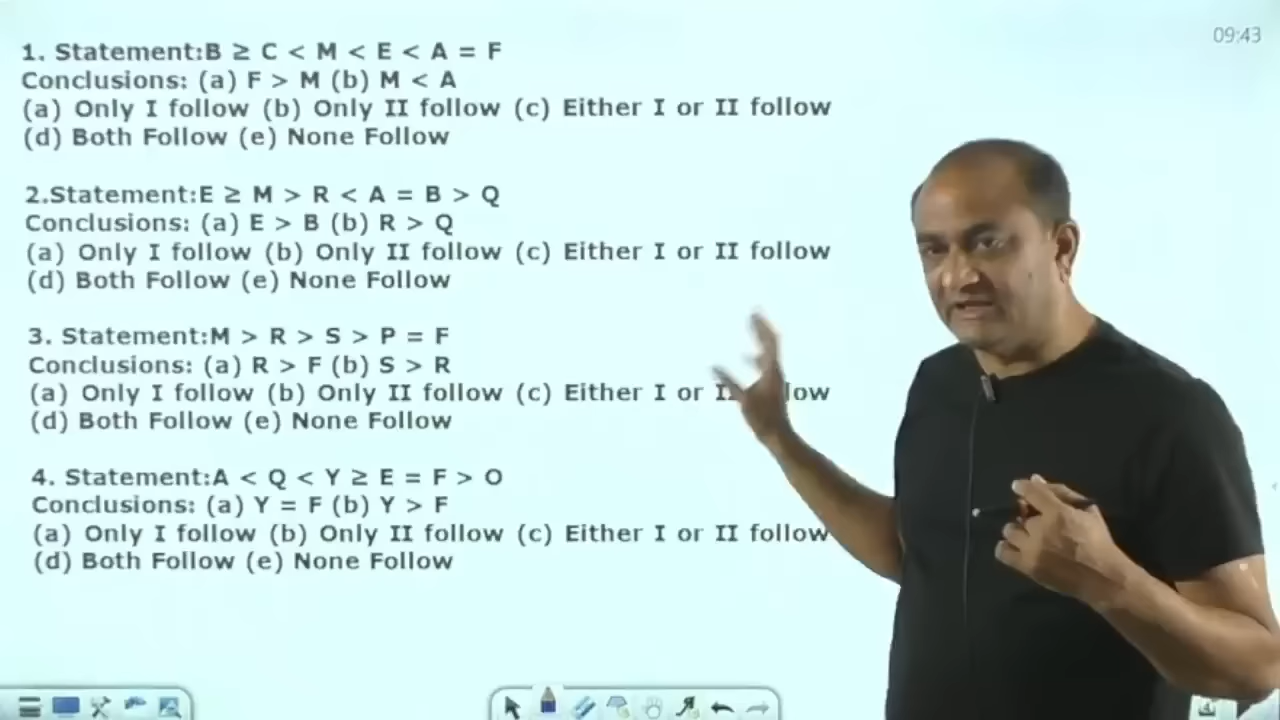 09:43
1. Statement:B ≥ C < M < E < A = F
Conclusions: (a) F > M (b) M < A
(a) Only I follow (b) Only II follow (c) Either I or II follow
(d) Both Follow (e) None Follow
2.Statement:E ≥ M > R < A = B > Q
Conclusions: (a) E > B (b) R > Q
(a) Only I follow (b) Only II follow (c) Either I or II follow
(d) Both Follow (e) None Follow
3. Statement:M > R > S > P = F
Conclusions: (a) R > F (b) S > R
(a) Only I follow (b) Only II follow (c) Either I or
(d) Both Follow (e) None Follow
4. Statement:A < Q < Y ≥ E = F > O
Conclusions: (a) Y = F (b) Y > F
(a) Only I follow (b) Only II follow (c) Either I or II follow
(d) Both Follow (e) None Follow